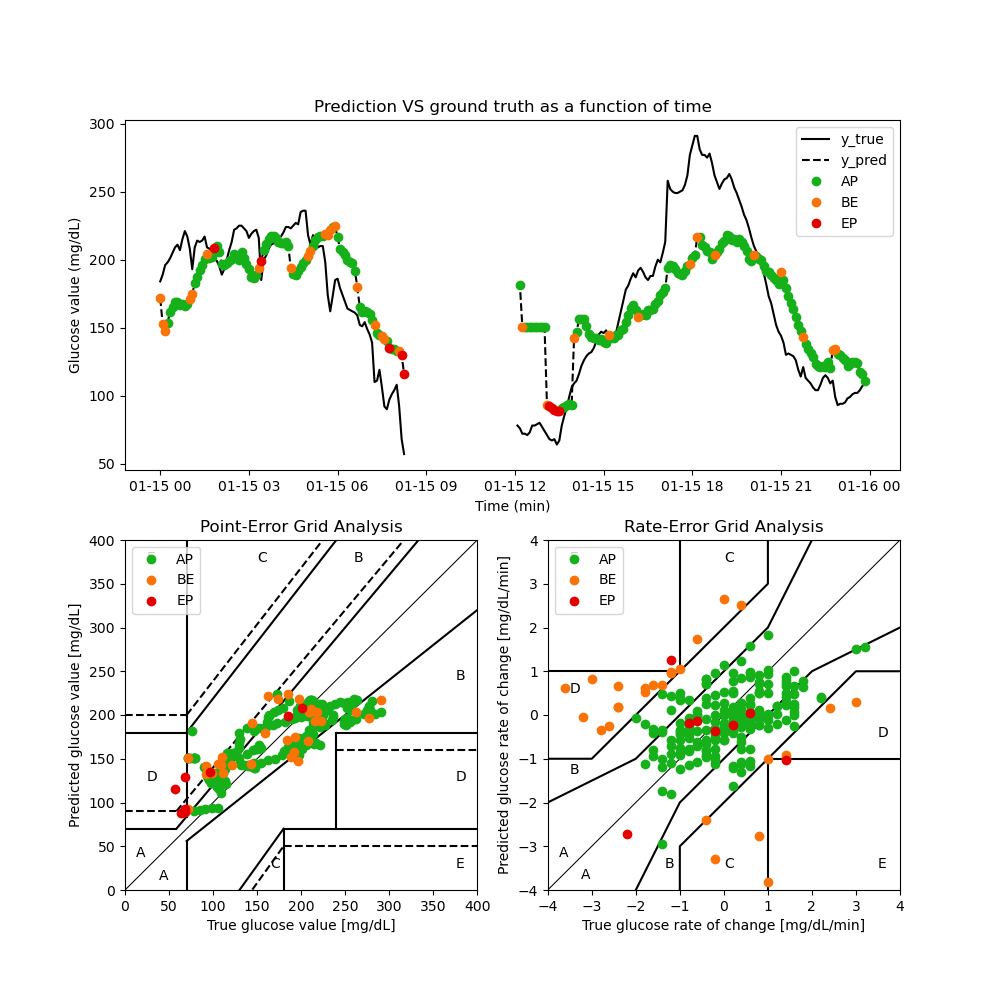 Prediction VS ground truth as a function of time
Glucose value (mg/dL)
300
250
200
150
100
50
y_true
y_pred
AP
BE
EP
01-15 00 01-15 03 01-15 06 01-15 09 01-15 12 01-15 15 01-15 18 01-15 21 01-16 00
Time (min)
Point-Error Grid Analysis
Predicted glucose value [mg/dL]
400
350
300
250
200
150
100
50
0
AP
BE
EP
C B
B
D D
A
A
C E
0 50 100 150 200 250 300 350 400
True glucose value [mg/dL]
Rate-Error Grid Analysis
Predicted glucose rate of change [mg/dL/min]
4
3
2
1
0
−1
−2
−3
−4
AP
BE
EP
C
D
D
B
A
A
B C E
−4 −3 −2 −1 0 1 2 3 4
True glucose rate of change [mg/dL/min]